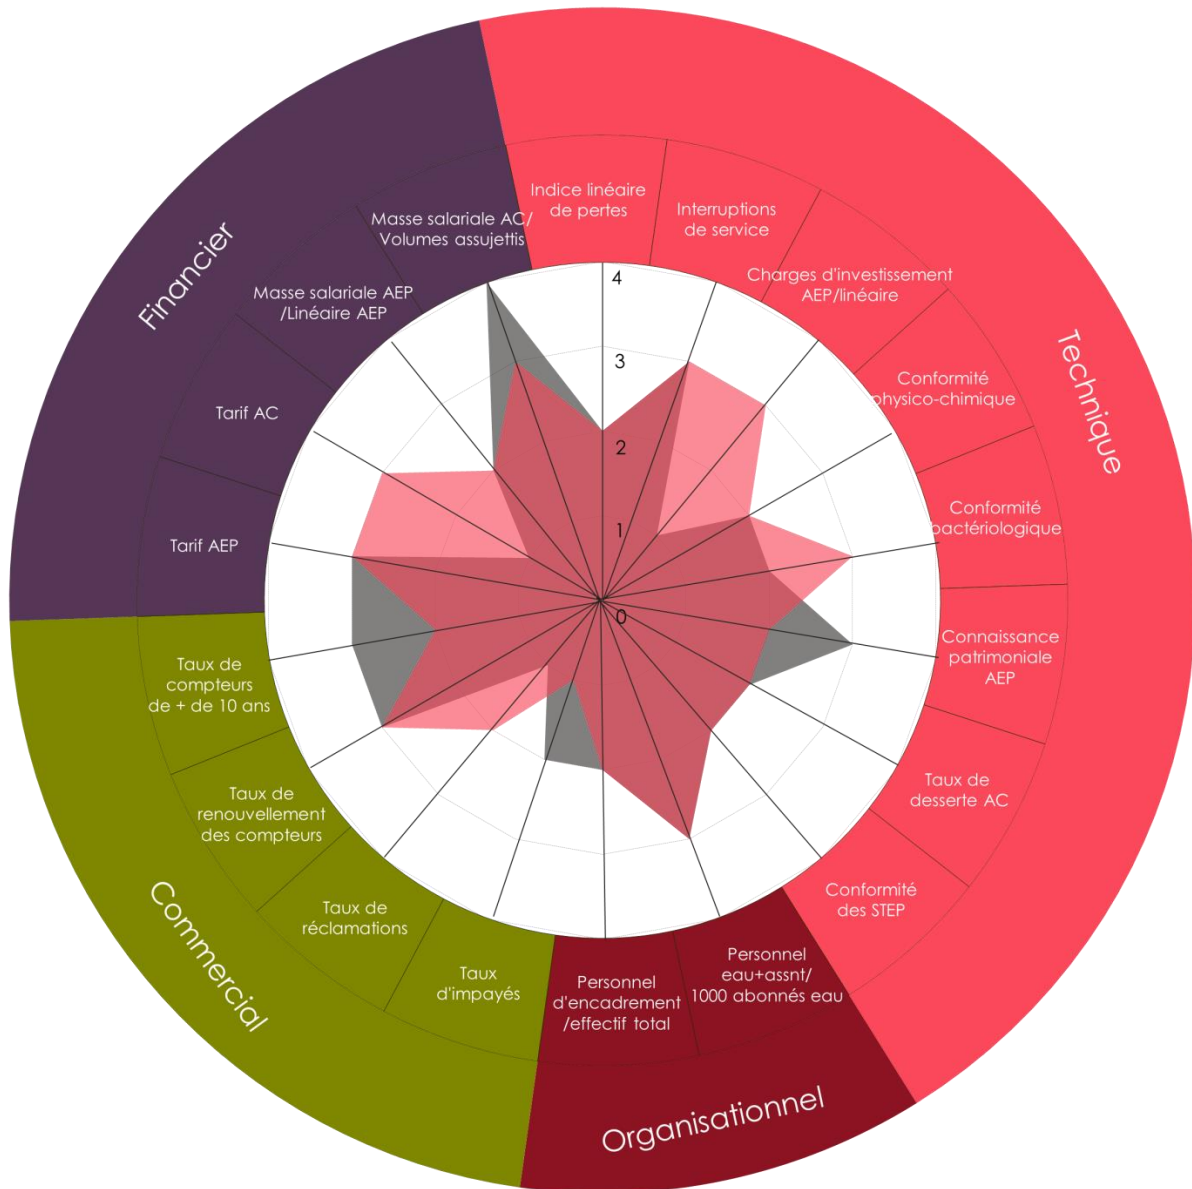 Technique
Indice linéaire
de pertes
Interruptions
de service
Charges d'investissement
AEP/linéaire
Conformité
physico-chimique
Conformité
bactériologique
Connaissance
patrimoniale
AEP
Taux de
desserte AC
Conformité
des STEP
Organisationnel
Personnel
eau+assnt/
1000 abonnés eau
Personnel
d'encadrement
/effectif total
Commercial
Taux
d'impayés
Taux de
réclamations
Taux de
renouvellement
des compteurs
Taux de
compteurs
de + de 10 ans
Financier
Tarif AEP
Tarif AC
Masse salariale AEP
/Linéaire AEP
Masse salariale AC/
Volumes assujettis
4
3
2
1
0